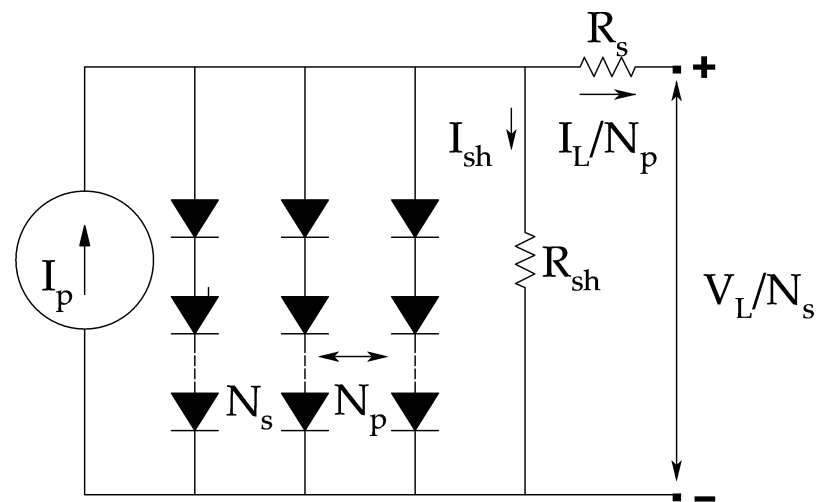 R_s
+
I_sh
I_L/N_p
I_p
R_sh
V_L/N_s
N_s
N_p
−